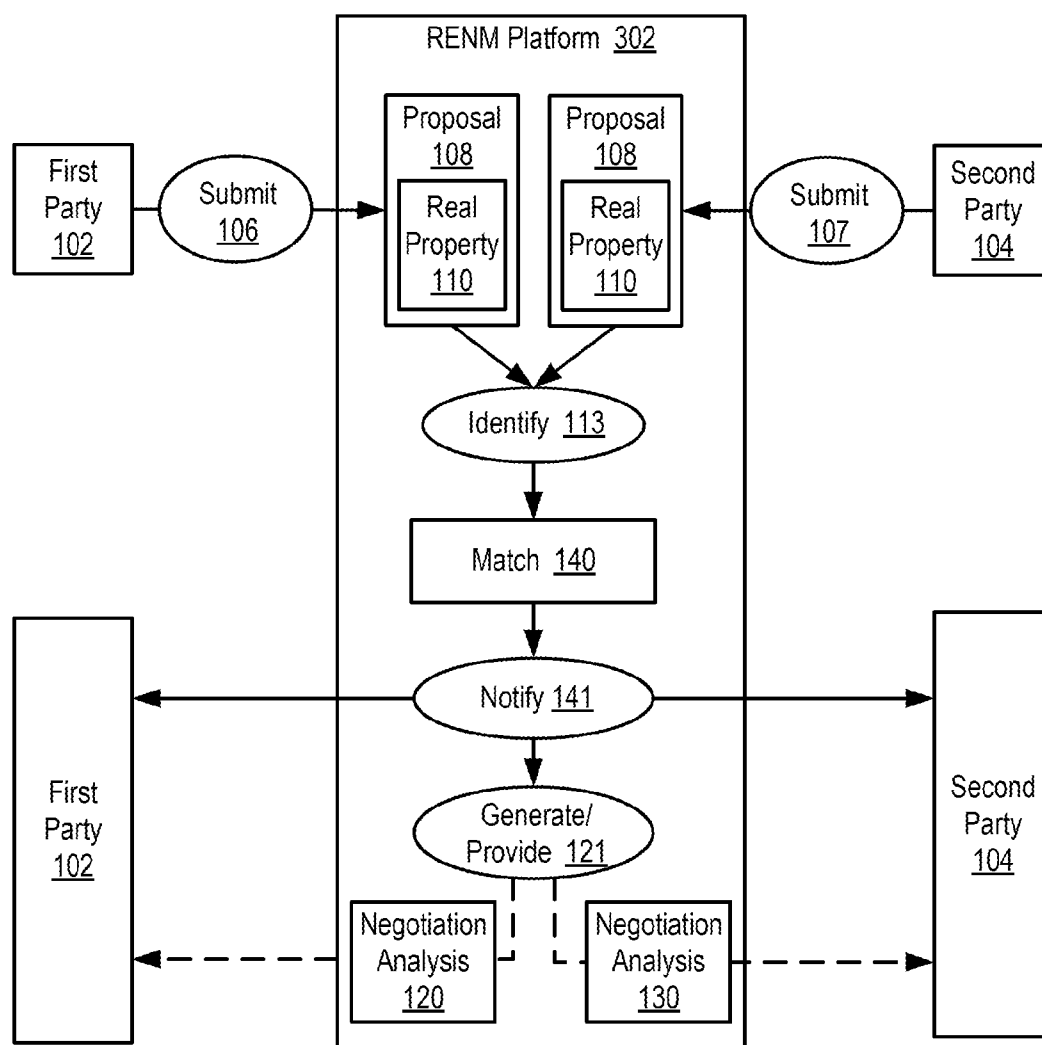 RENM Platform 302
Proposal
108
Real
Property
110
Proposal
108
Real
Property
110
First
Party
102
Submit
106
Submit
107
Second
Party
104
Identify 113
Match 140
Notify 141
First
Party
102
Generate/
Provide 121
Second
Party
104
Negotiation
Analysis
120
Negotiation
Analysis
130